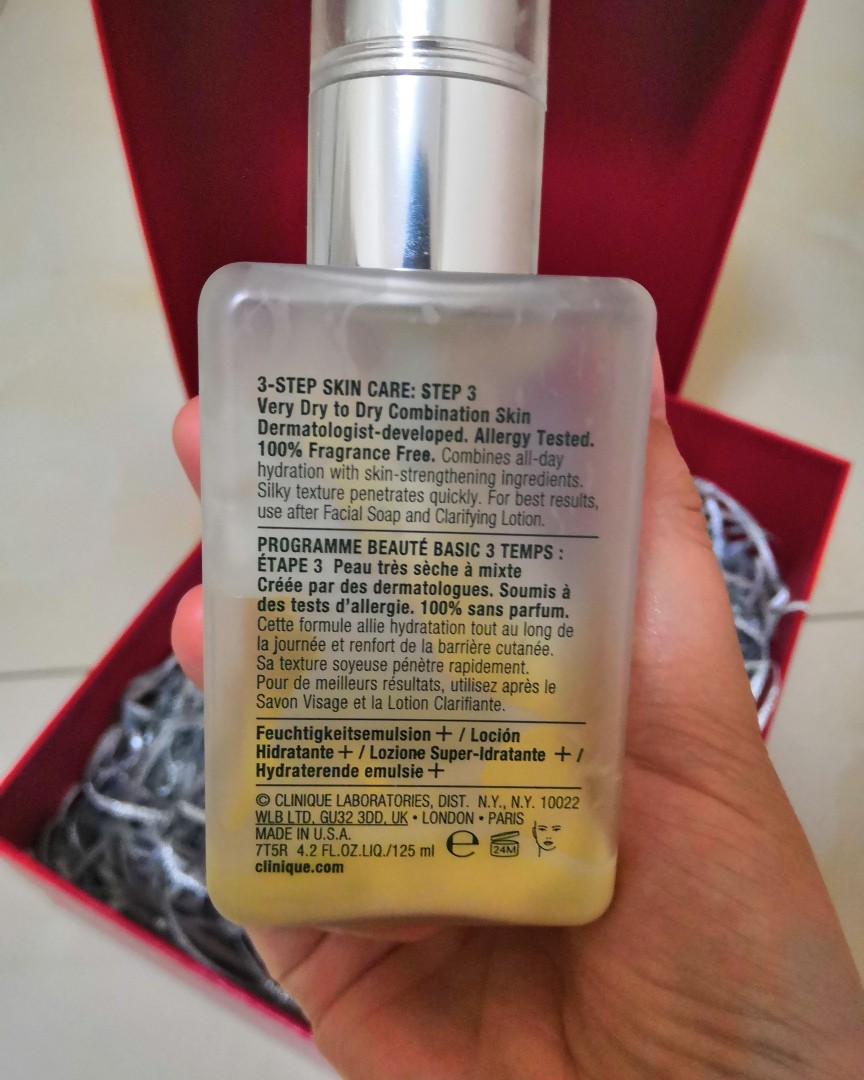 3-STEP SKIN CARE: STEP 3
Very Dry to Dry Combination Skin
Dermatologist-developed. Allergy Tested.
100% Fragrance Free. Combines all-day
hydration with skin-strengthening ingredients.
Silky texture penetrates quickly. For best results,
use after Facial Soap and Clarifying Lotion.
PROGRAMME BEAUTÉ BASIC 3 TEMPS :
ÉTAPE 3 Peau très sèche à mixte
Créée par des dermatologues. Soumis à
des tests d'allergie. 100% sans parfum.
Cette formule allie hydratation tout au long de
la journée et renfort de la barrière cutanée.
Sa texture soyeuse pénètre rapidement.
Pour de meilleurs résultats, utilisez après le
Savon Visage et la Lotion Clarifiante.
Feuchtigkeitsemulsion + / Loción
Hidratante + / Lozione Super-Idratante + /
Hydraterende emulsie +
© CLINIQUE LABORATORIES, DIST. N.Y., N.Y. 10022
WLB LTD, GU32 3DD, UK • LONDON • PARIS
MADE IN U.S.A.
7T5R 4.2 FL.OZ.LIQ./125 ml ℮ 24M
clinique.com